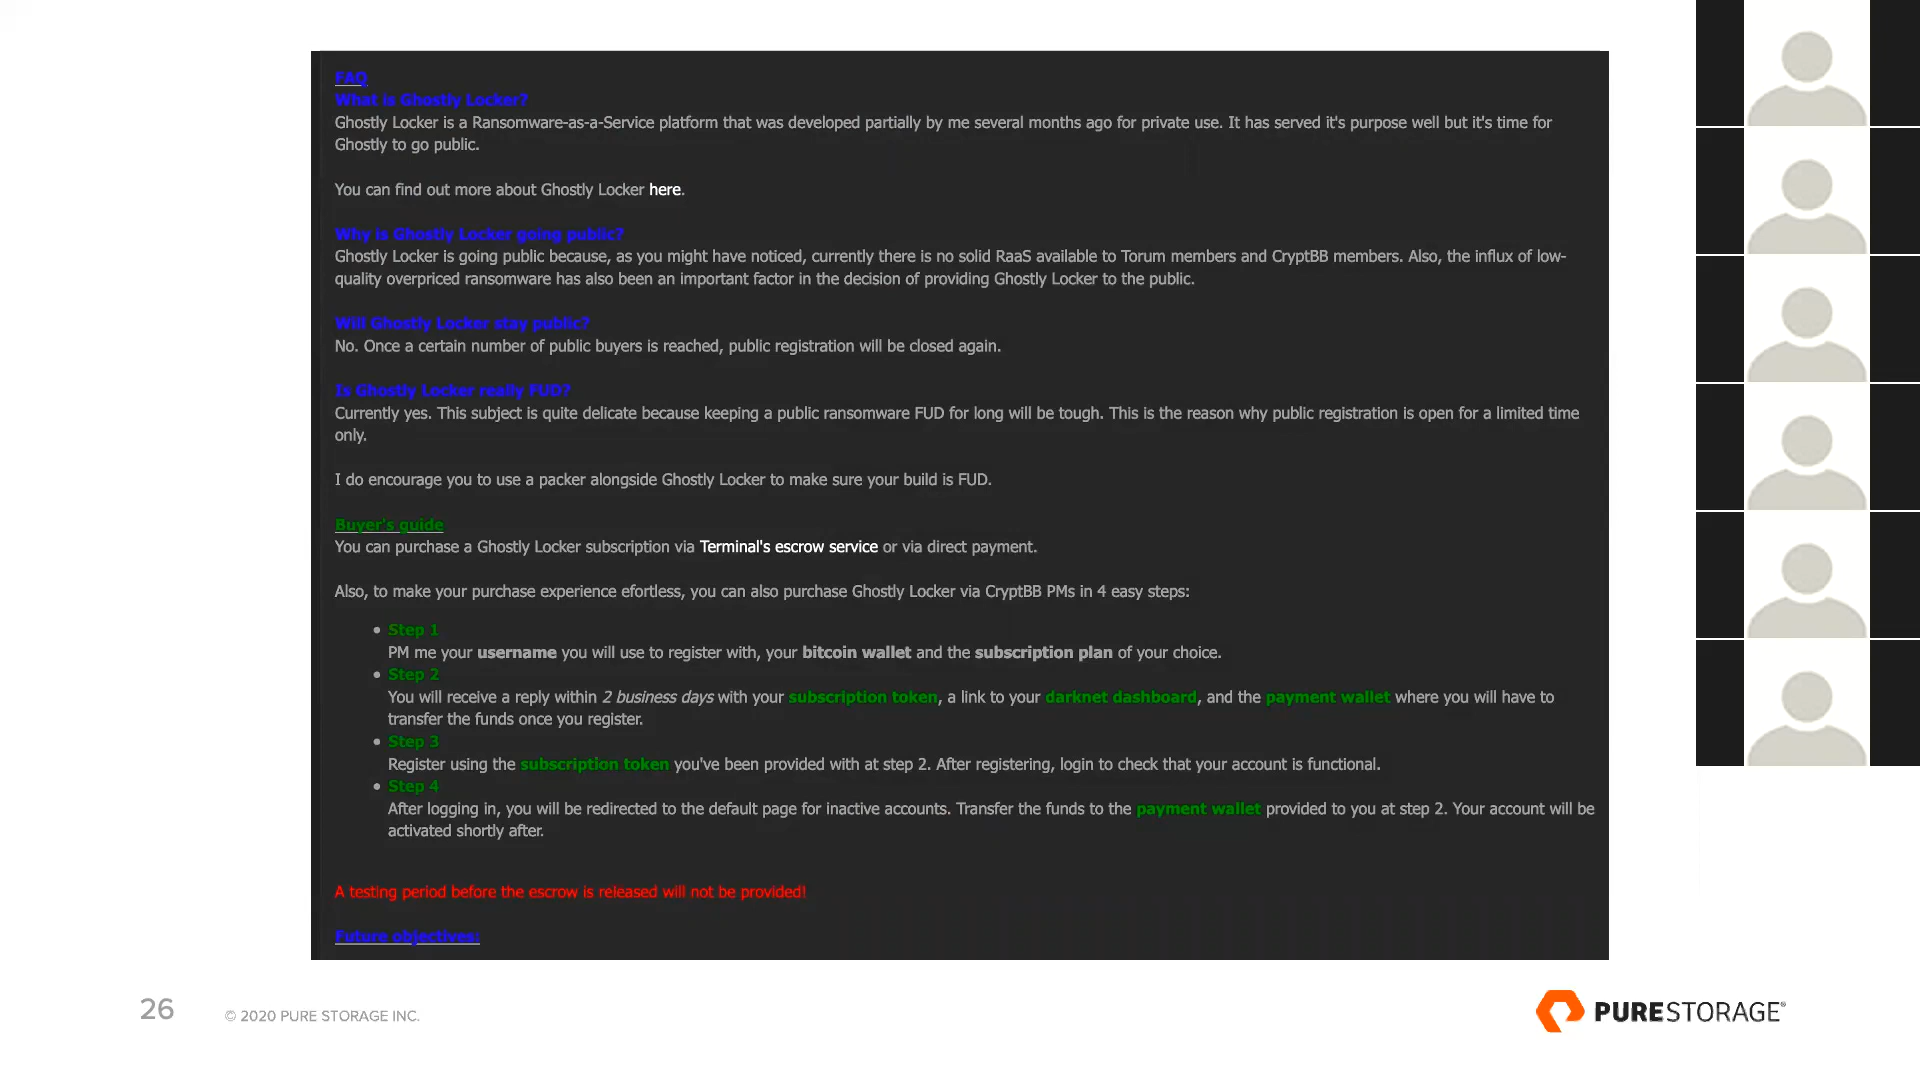 FAQ
What is Ghostly Locker?
Ghostly Locker is a Ransomware-as-a-Service platform that was developed partially by me several months ago for private use. It has served it's purpose well but it's time for
Ghostly to go public.
You can find out more about Ghostly Locker here.
Why is Ghostly Locker going public?
Ghostly Locker is going public because, as you might have noticed, currently there is no solid RaaS available to Torum members and CryptBB members. Also, the influx of low-
quality overpriced ransomware has also been an important factor in the decision of providing Ghostly Locker to the public.
Will Ghostly Locker stay public?
No. Once a certain number of public buyers is reached, public registration will be closed again.
Is Ghostly Locker really FUD?
Currently yes. This subject is quite delicate because keeping a public ransomware FUD for long will be tough. This is the reason why public registration is open for a limited time
only.
I do encourage you to use a packer alongside Ghostly Locker to make sure your build is FUD.
Buyer's guide
You can purchase a Ghostly Locker subscription via Terminal's escrow service or via direct payment.
Also, to make your purchase experience efortless, you can also purchase Ghostly Locker via CryptBB PMs in 4 easy steps:
• Step 1
PM me your username you will use to register with, your bitcoin wallet and the subscription plan of your choice.
• Step 2
You will receive a reply within 2 business days with your subscription token, a link to your darknet dashboard, and the payment wallet where you will have to
transfer the funds once you register.
• Step 3
Register using the subscription token you've been provided with at step 2. After registering, login to check that your account is functional.
• Step 4
After logging in, you will be redirected to the default page for inactive accounts. Transfer the funds to the payment wallet provided to you at step 2. Your account will be
activated shortly after.
A testing period before the escrow is released will not be provided!
Future objectives:
26
© 2020 PURE STORAGE INC.
PURESTORAGE®